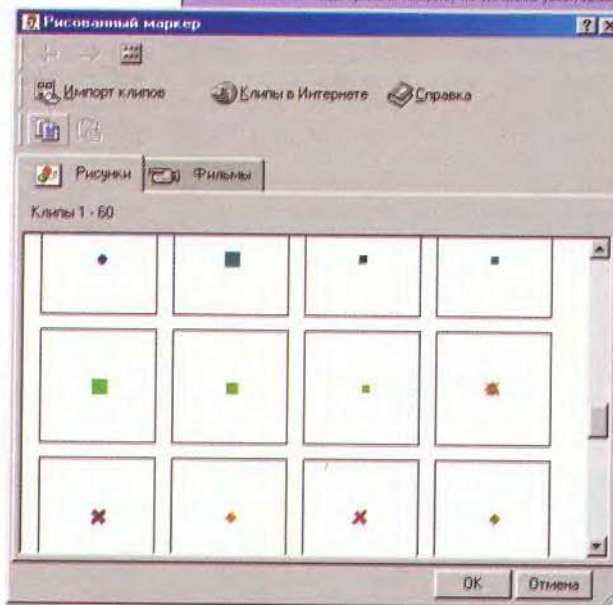 Рисованный маркер
Импорт клипов Клипы в Интернете Справка
Рисунки Фильмы
Клипы 1 - 60
OK Отмена